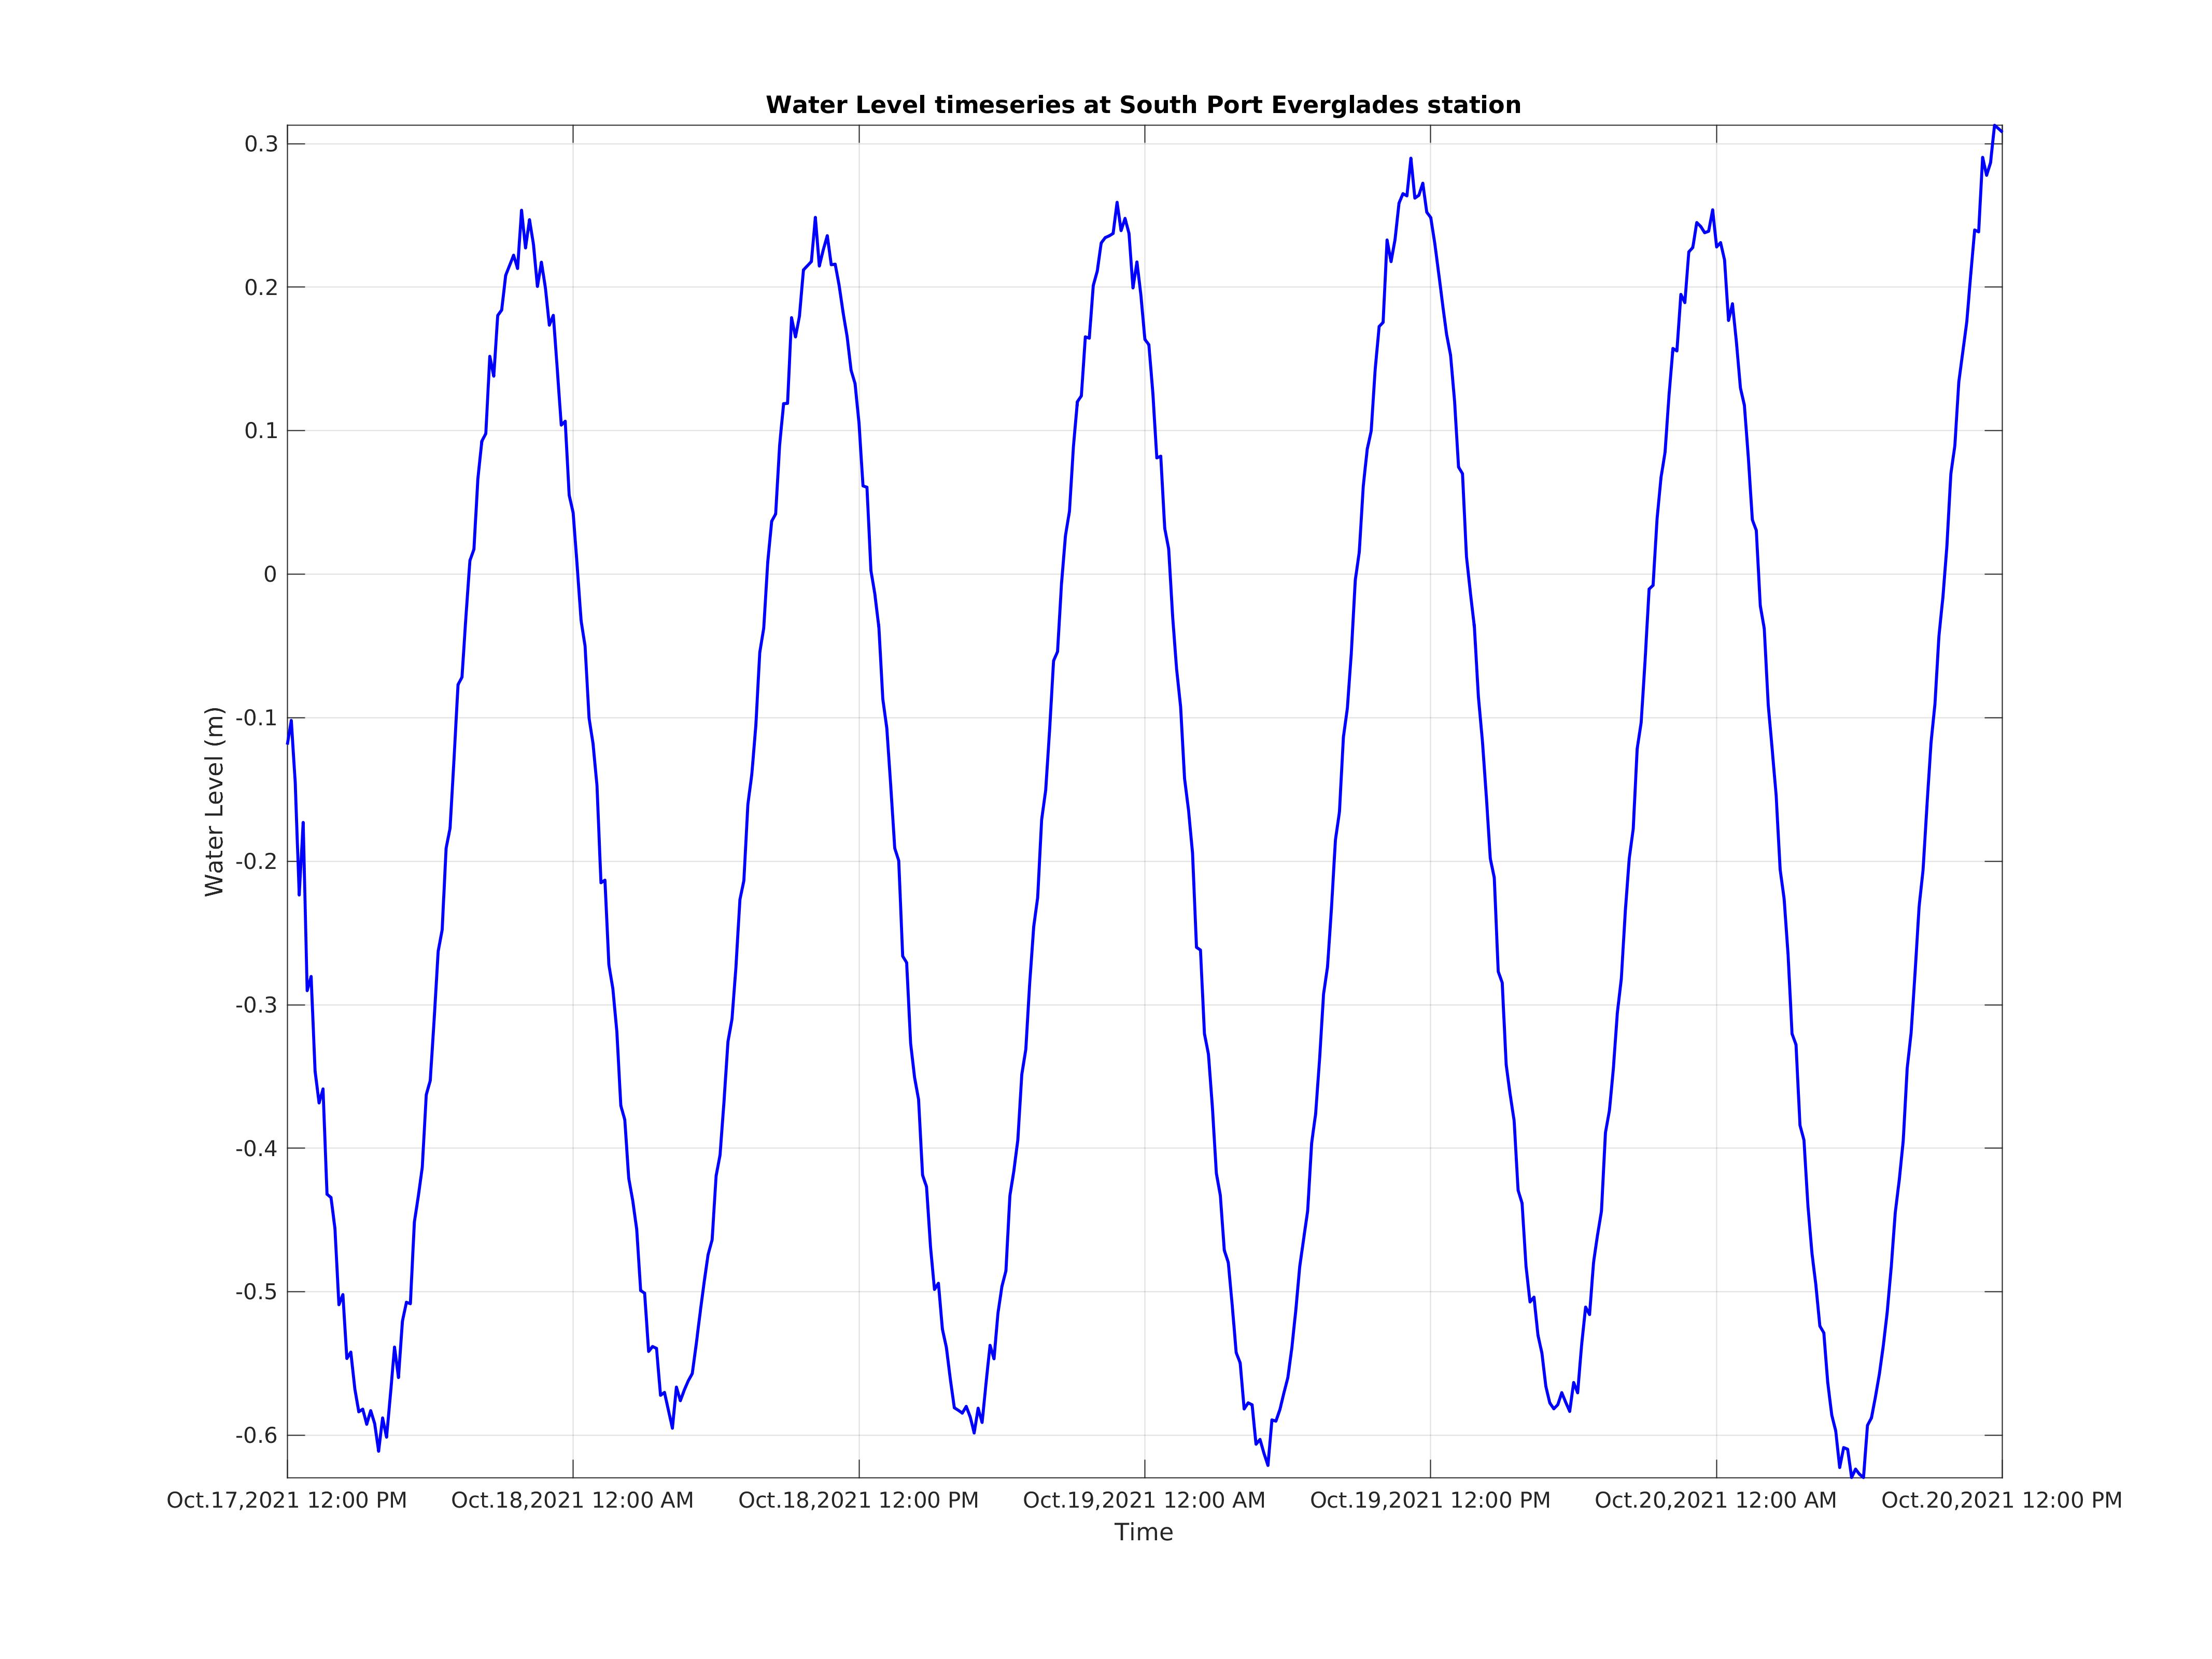 Water Level timeseries at South Port Everglades station
0.3
0.2
0.1
0
-0.1
-0.2
-0.3
-0.4
-0.5
-0.6
Water Level (m)
Oct.17,2021 12:00 PM Oct.18,2021 12:00 AM Oct.18,2021 12:00 PM Oct.19,2021 12:00 AM Oct.19,2021 12:00 PM Oct.20,2021 12:00 AM Oct.20,2021 12:00 PM
Time